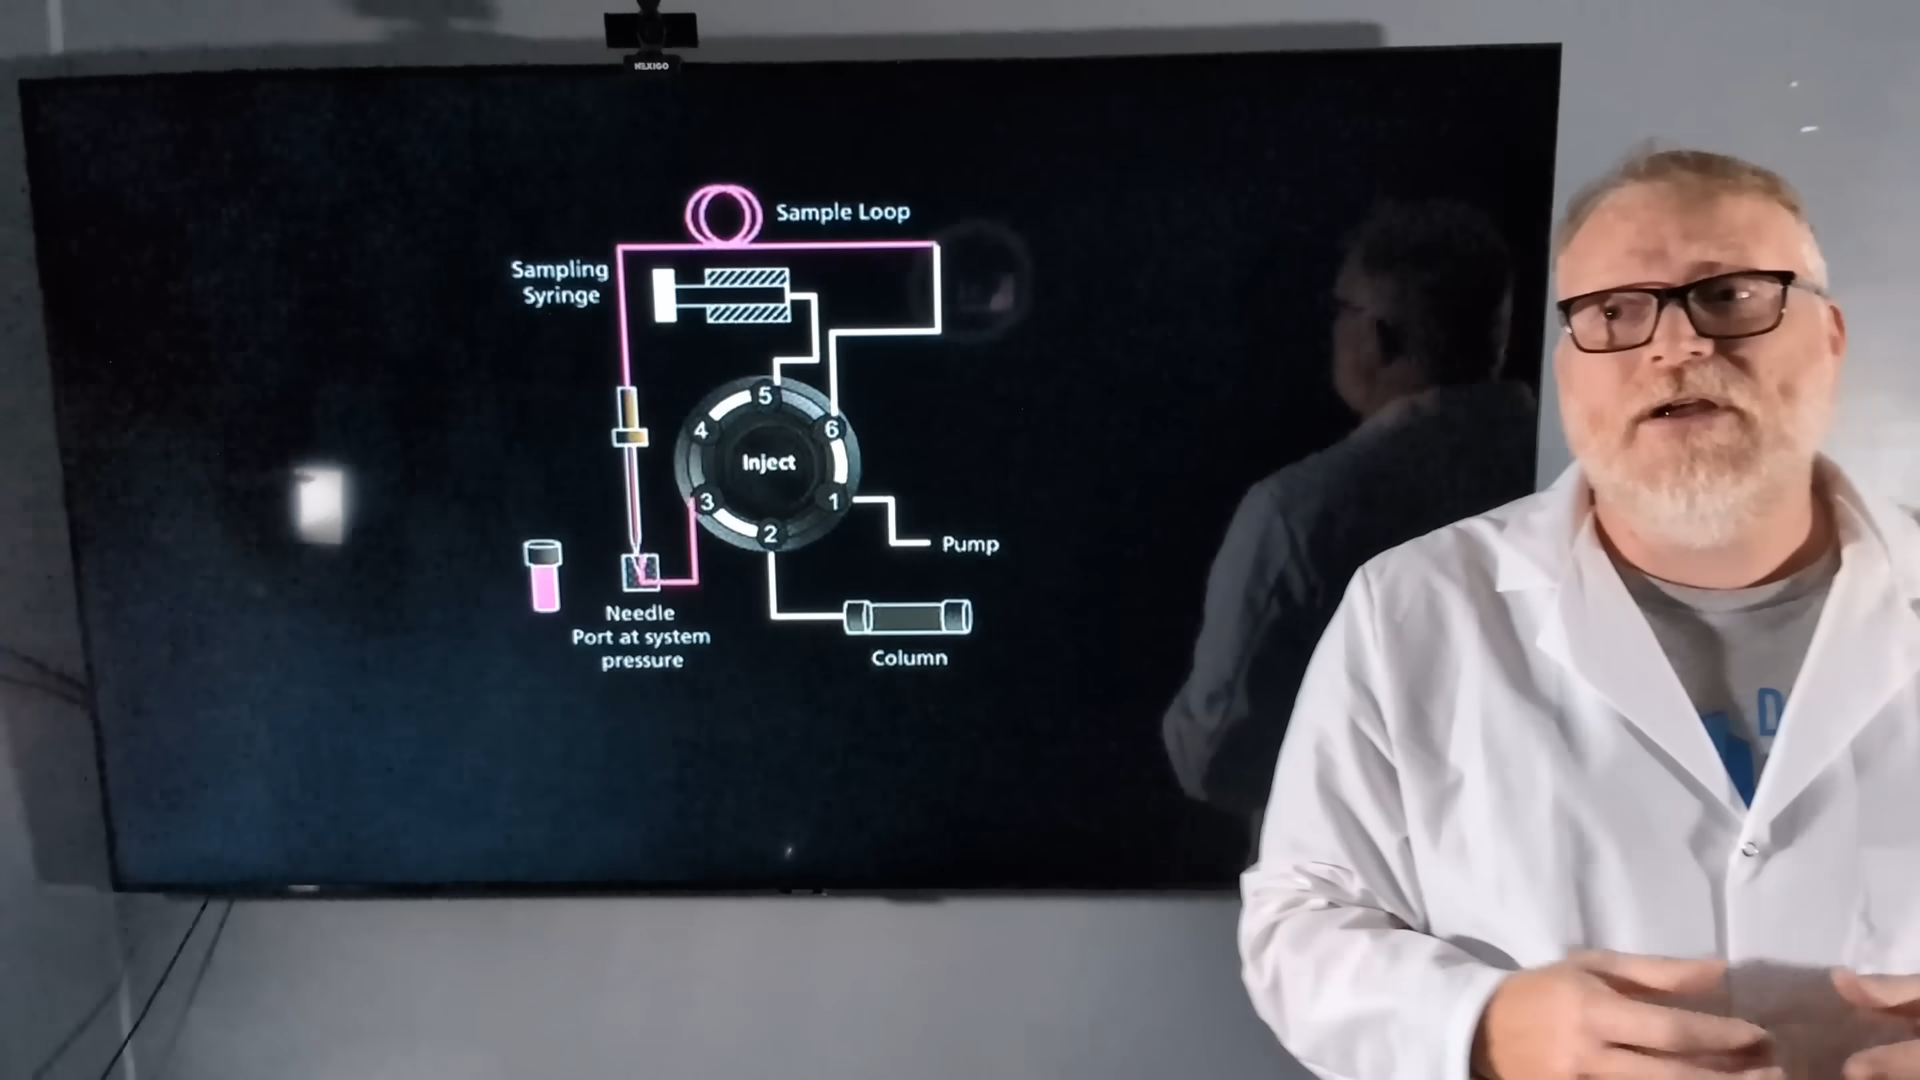 NEXIGO
Sample Loop
Sampling
Syringe
5
4
6
Inject
3
1
2
Pump
Needle
Port at system
pressure
Column
D